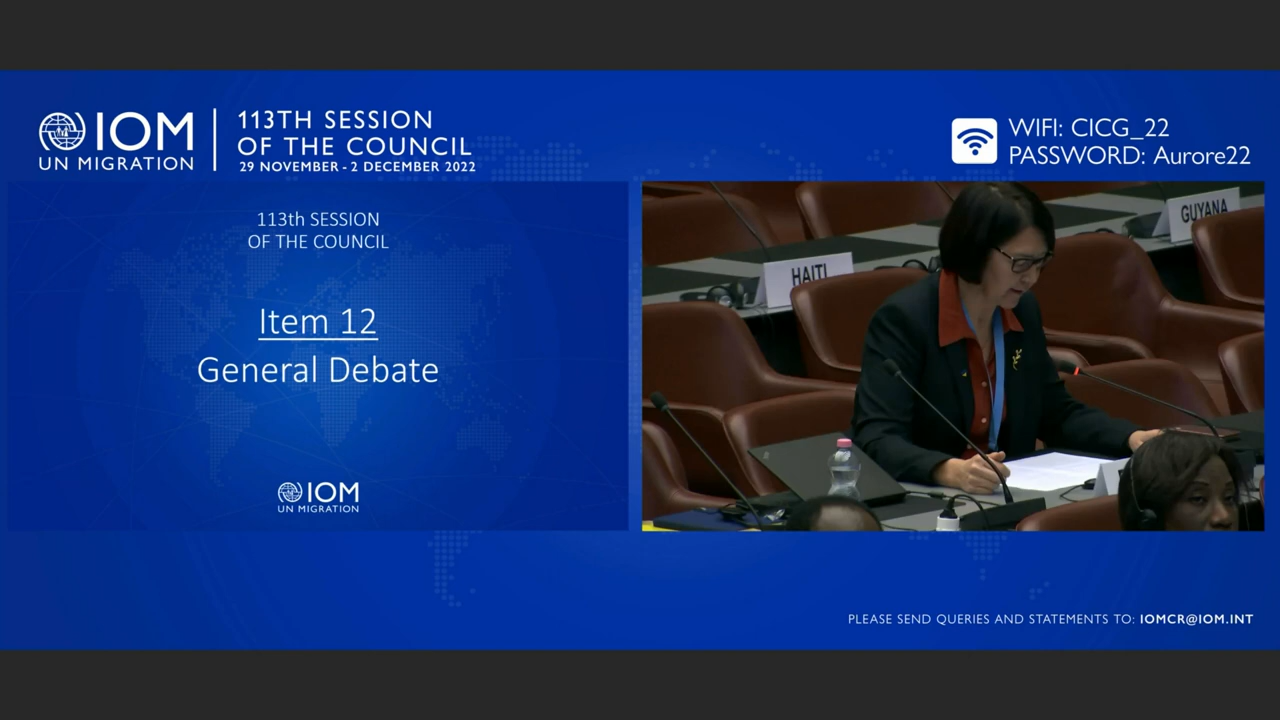 IOM
UN MIGRATION
113TH SESSION
OF THE COUNCIL
29 NOVEMBER - 2 DECEMBER 2022
WIFI: CICG_22
PASSWORD: Aurore22
113th SESSION
OF THE COUNCIL
Item 12
General Debate
IOM
UN MIGRATION
HAITI
GUYANA
PLEASE SEND QUERIES AND STATEMENTS TO: IOMCR@IOM.INT